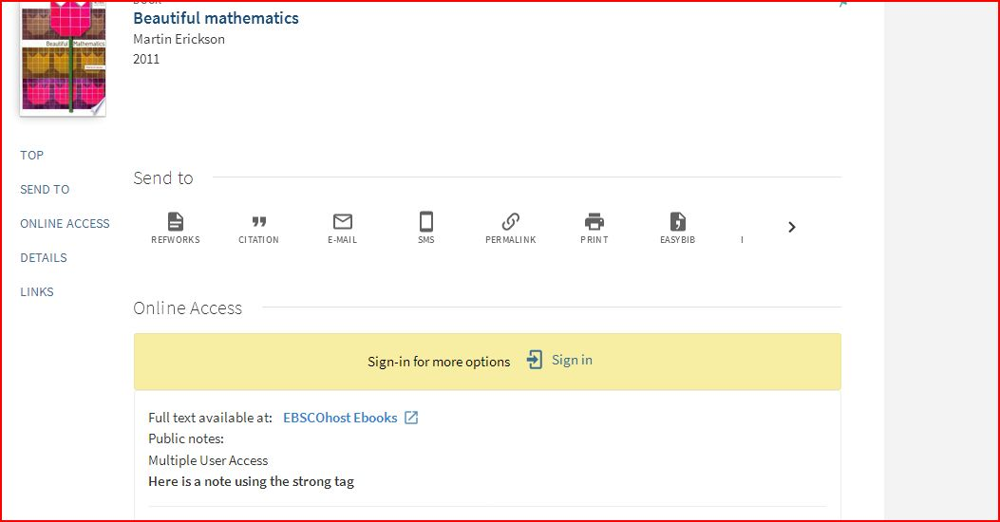 Beautiful mathematics
Martin Erickson
2011
Beautiful Mathematics
TOP
SEND TO
ONLINE ACCESS
DETAILS
LINKS
Send to
REFWORKS
CITATION
E-MAIL
SMS
PERMALINK
PRINT
EASYBIB
Online Access
Sign-in for more options Sign in
Full text available at: EBSCOhost Ebooks
Public notes:
Multiple User Access
Here is a note using the strong tag